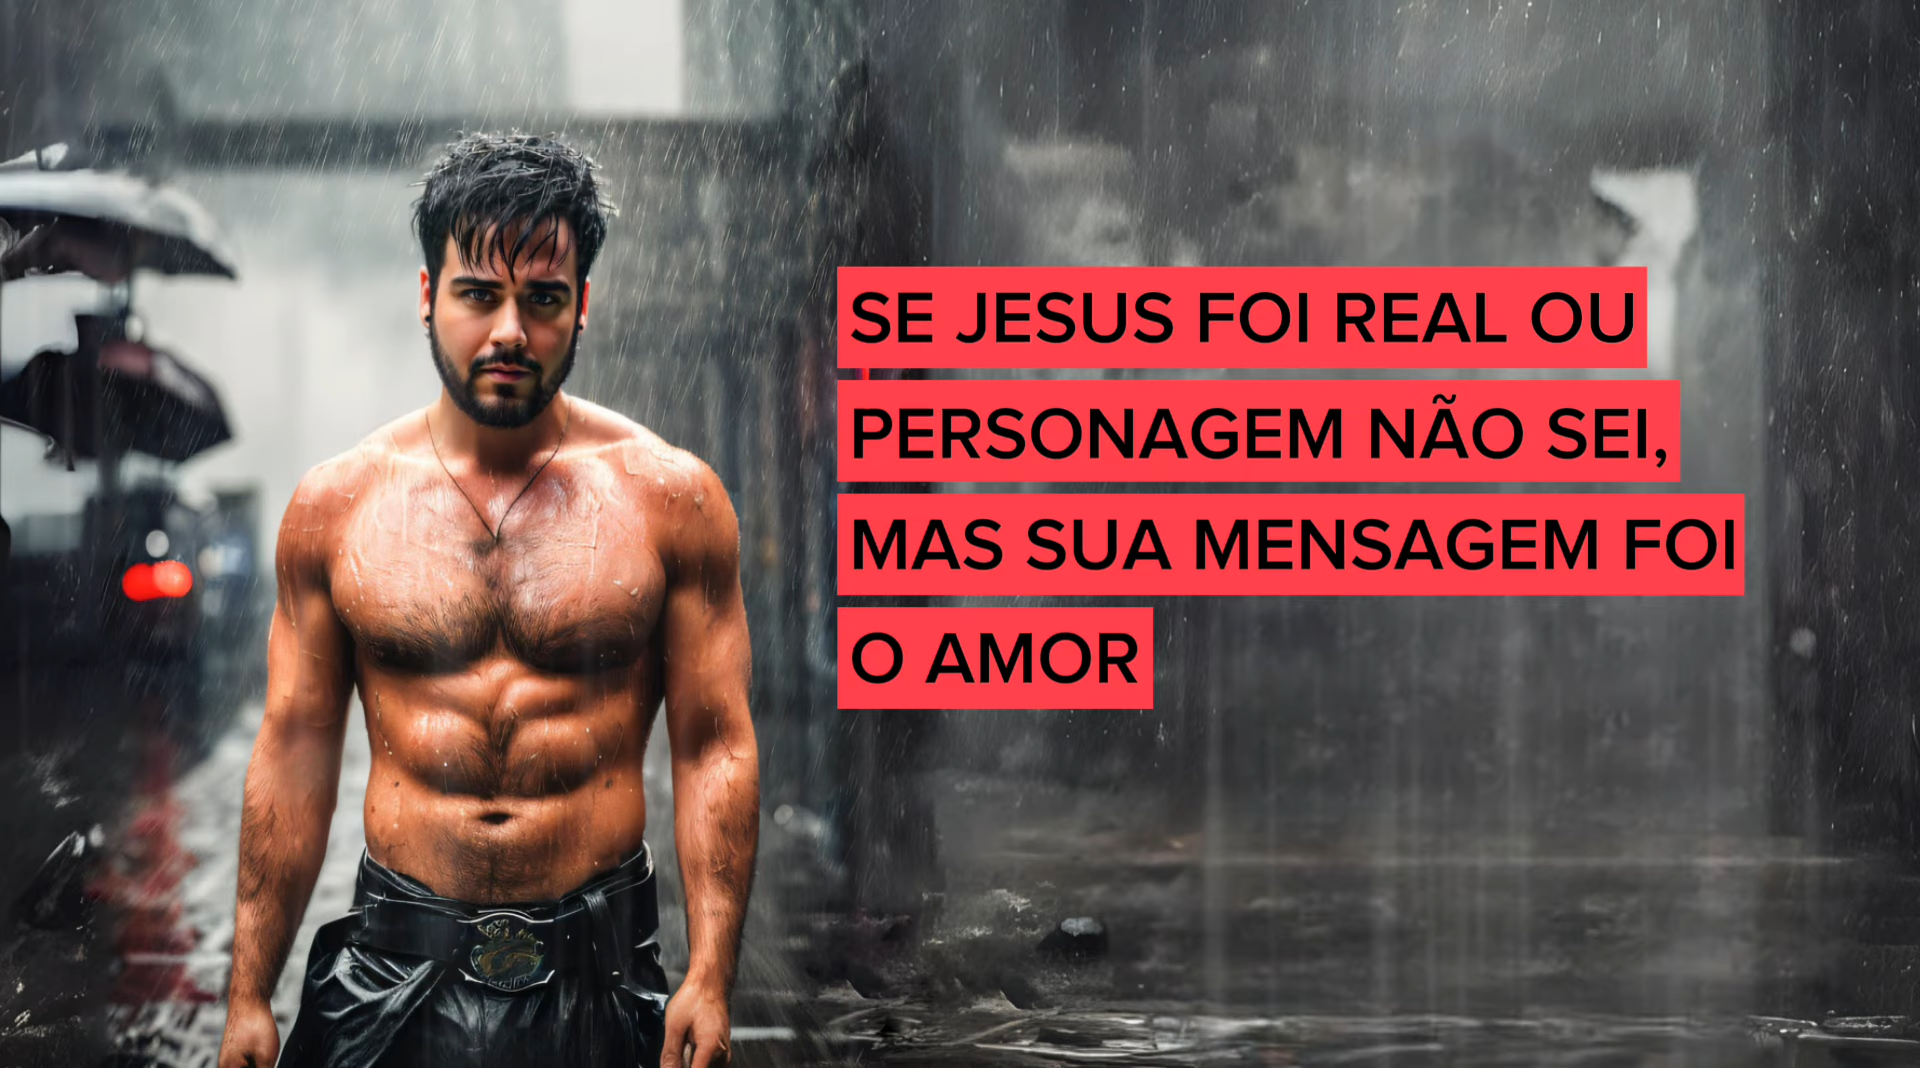 SE JESUS FOI REAL OU
PERSONAGEM NÃO SEI,
MAS SUA MENSAGEM FOI
O AMOR